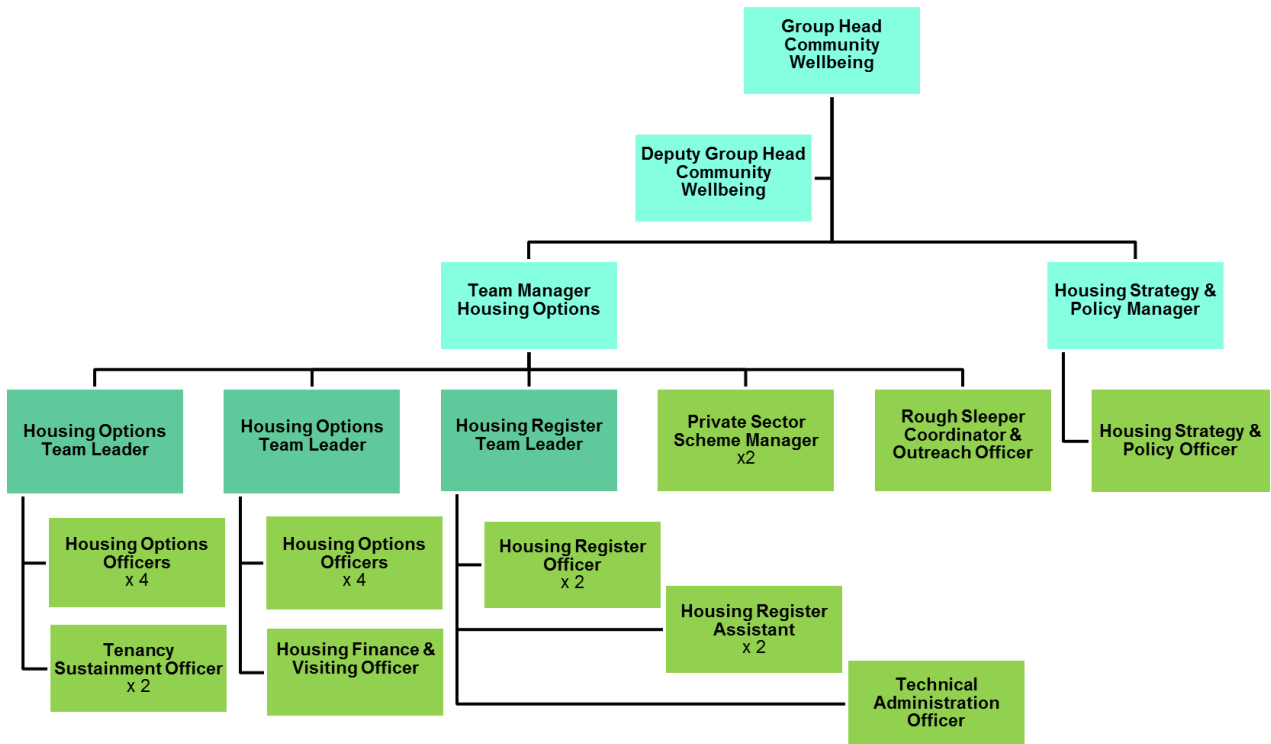 Group Head
Community
Wellbeing
Deputy Group Head
Community
Wellbeing
Team Manager
Housing Options
Housing Strategy &
Policy Manager
Housing Options
Team Leader
Housing Options
Team Leader
Housing Register
Team Leader
Private Sector
Scheme Manager
x2
Rough Sleeper
Coordinator &
Outreach Officer
Housing Strategy &
Policy Officer
Housing Options
Officers
x 4
Housing Options
Officers
x 4
Housing Register
Officer
x 2
Housing Register
Assistant
x 2
Tenancy
Sustainment Officer
x 2
Housing Finance &
Visiting Officer
Technical
Administration
Officer